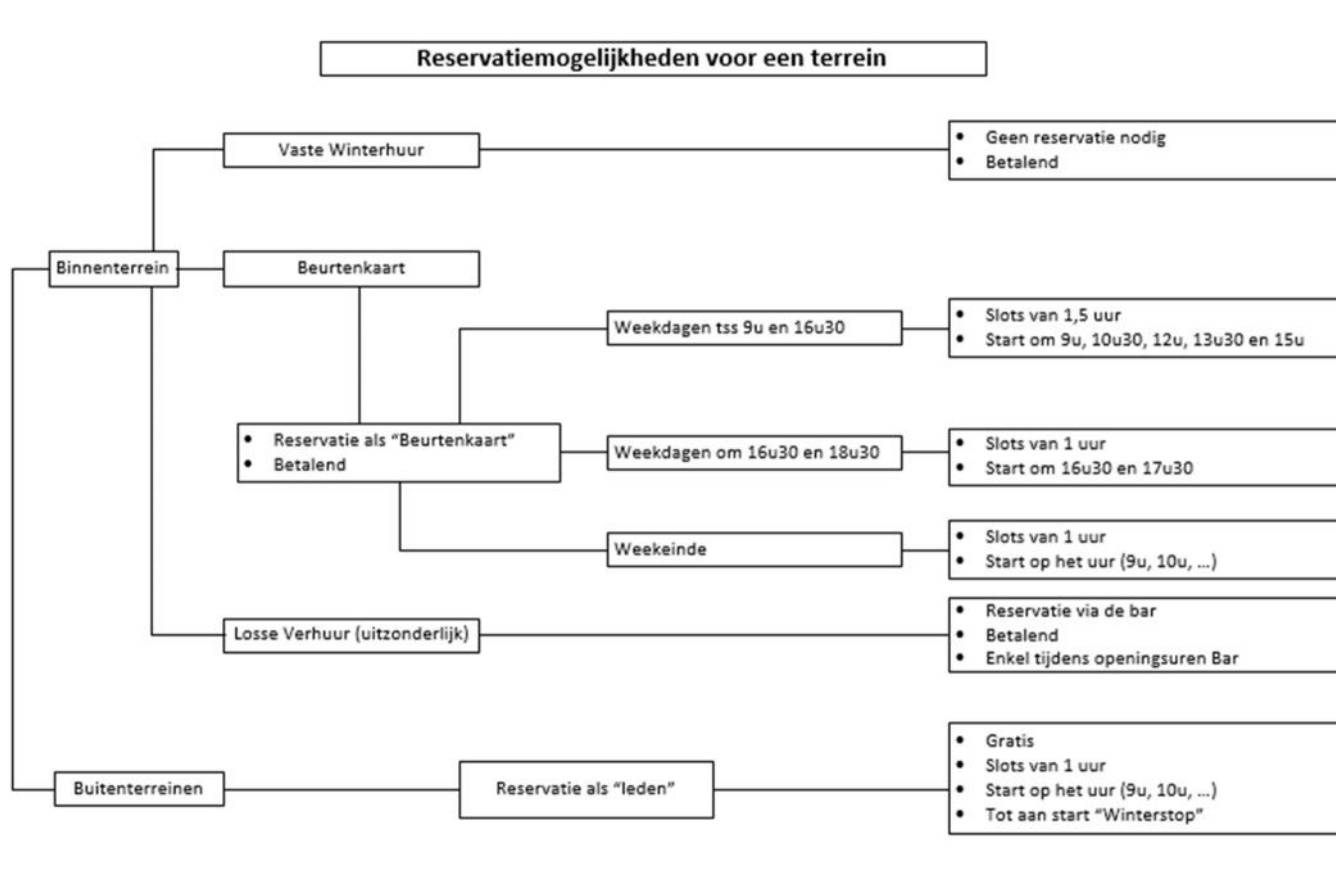 Reservatiemogelijkheden voor een terrein
Vaste Winterhuur
• Geen reservatie nodig
• Betalend
Binnenterrein
Beurtenkaart
Weekdagen tss 9u en 16u30
• Slots van 1,5 uur
• Start om 9u, 10u30, 12u, 13u30 en 15u
• Reservatie als “Beurtenkaart”
• Betalend
Weekdagen om 16u30 en 18u30
• Slots van 1 uur
• Start om 16u30 en 17u30
Weekeinde
• Slots van 1 uur
• Start op het uur (9u, 10u, …)
Losse Verhuur (uitzonderlijk)
• Reservatie via de bar
• Betalend
• Enkel tijdens openingsuren Bar
Buitenterreinen
Reservatie als “leden”
• Gratis
• Slots van 1 uur
• Start op het uur (9u, 10u, …)
• Tot aan start “Winterstop”